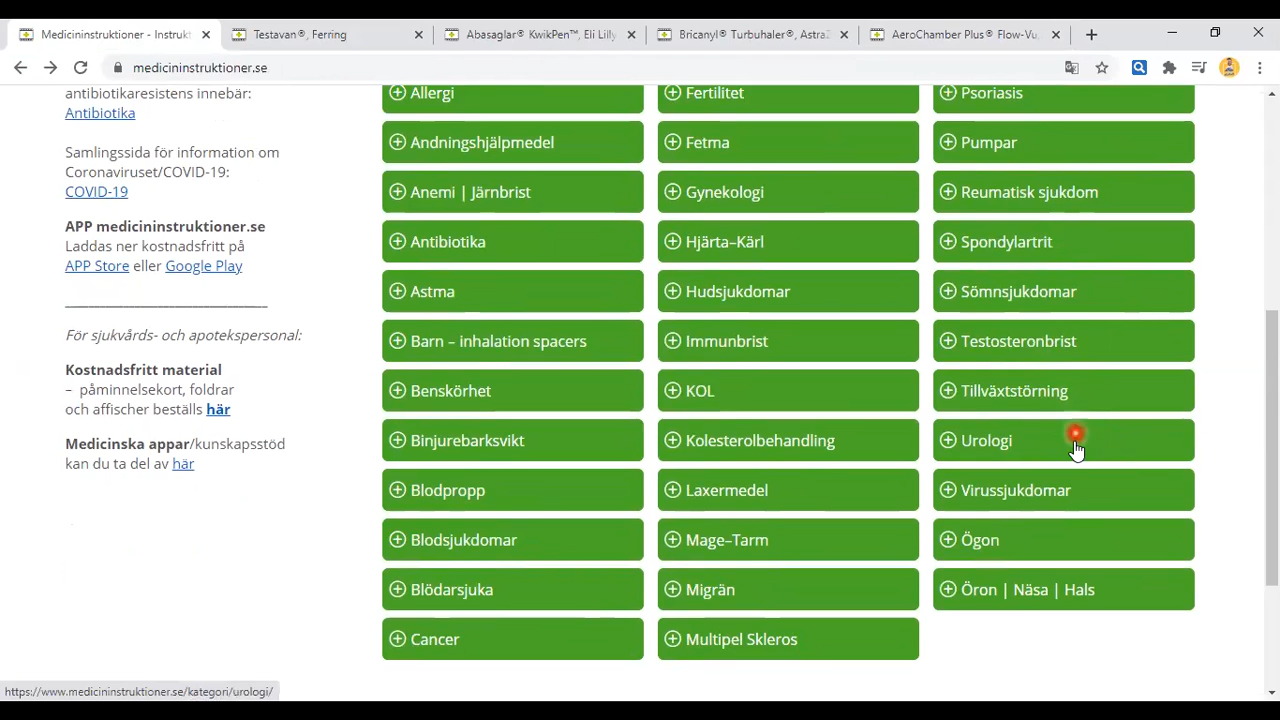 Medicininstruktioner - Instrukt
Testavan®, Ferring
Abasaglar® KwikPen™, Eli Lilly
Bricanyl® Turbuhaler®, Astra
AeroChamber Plus® Flow-Vu,
medicininstruktioner.se
antibiotikaresistens innebär:
Antibiotika
Samlingssida för information om
Coronaviruset/COVID-19:
COVID-19
APP medicininstruktioner.se
Laddas ner kostnadsfritt på
APP Store eller Google Play
För sjukvårds- och apotekspersonal:
Kostnadsfritt material
– påminnelsekort, foldrar
och affischer beställs här
Medicinska appar/kunskapsstöd
kan du ta del av här
Allergi
Andningshjälpmedel
Anemi | Järnbrist
Antibiotika
Astma
Barn – inhalation spacers
Benskörhet
Binjurebarksvikt
Blodpropp
Blodsjukdomar
Blödarsjuka
Cancer
Fertilitet
Fetma
Gynekologi
Hjärta–Kärl
Hudsjukdomar
Immunbrist
KOL
Kolesterolbehandling
Laxermedel
Mage–Tarm
Migrän
Multipel Skleros
Psoriasis
Pumpar
Reumatisk sjukdom
Spondylartrit
Sömnsjukdomar
Testosteronbrist
Tillväxtstörning
Urologi
Virussjukdomar
Ögon
Öron | Näsa | Hals
https://www.medicininstruktioner.se/kategori/urologi/